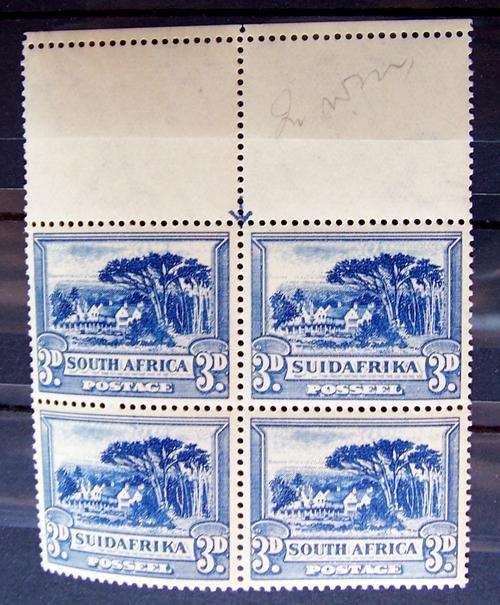 3D. SOUTH AFRICA 3D.
POSTAGE
3D. SUIDAFRIKA 3D.
POSSEEL
3D. SUIDAFRIKA 3D.
POSSEEL
3D. SOUTH AFRICA 3D.
POSTAGE